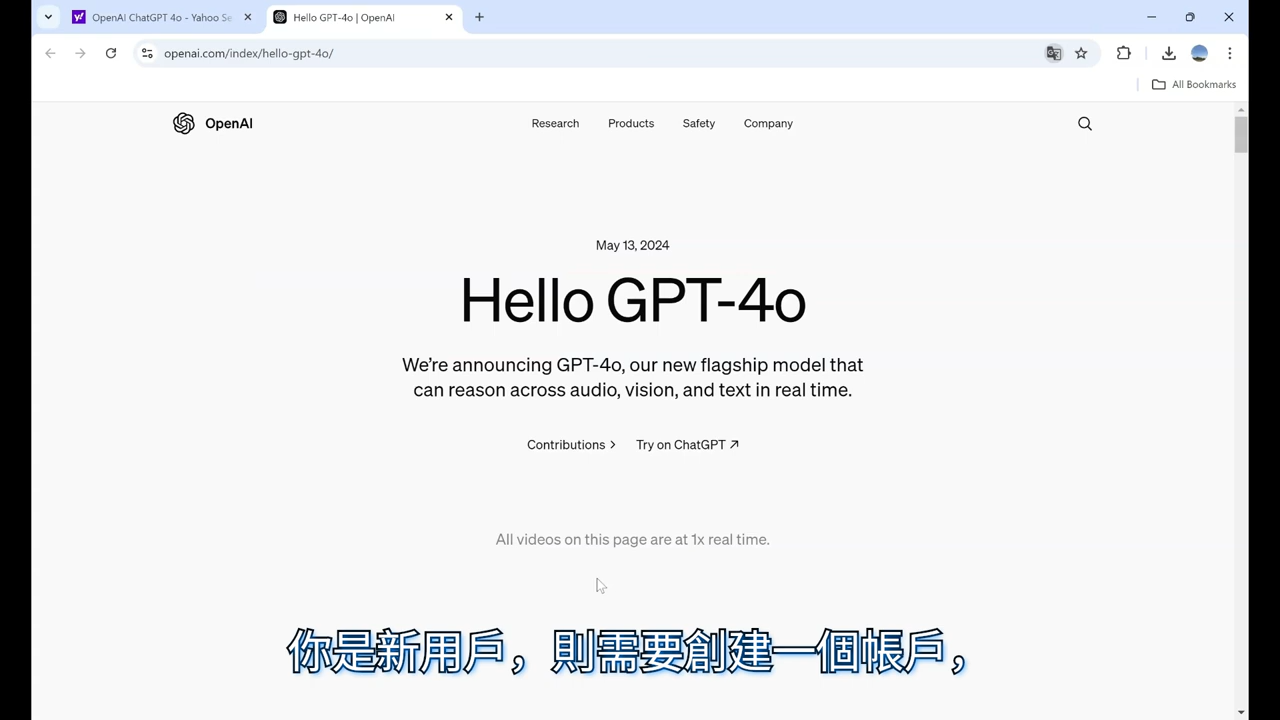 OpenAI ChatGPT 4o - Yahoo Se
Hello GPT-4o | OpenAI
openai.com/index/hello-gpt-4o/
All Bookmarks
OpenAI
Research
Products
Safety
Company
May 13, 2024
Hello GPT-4o
We're announcing GPT-4o, our new flagship model that
can reason across audio, vision, and text in real time.
Contributions
Try on ChatGPT
All videos on this page are at 1x real time.
你是新用戶，則需要創建一個帳戶，